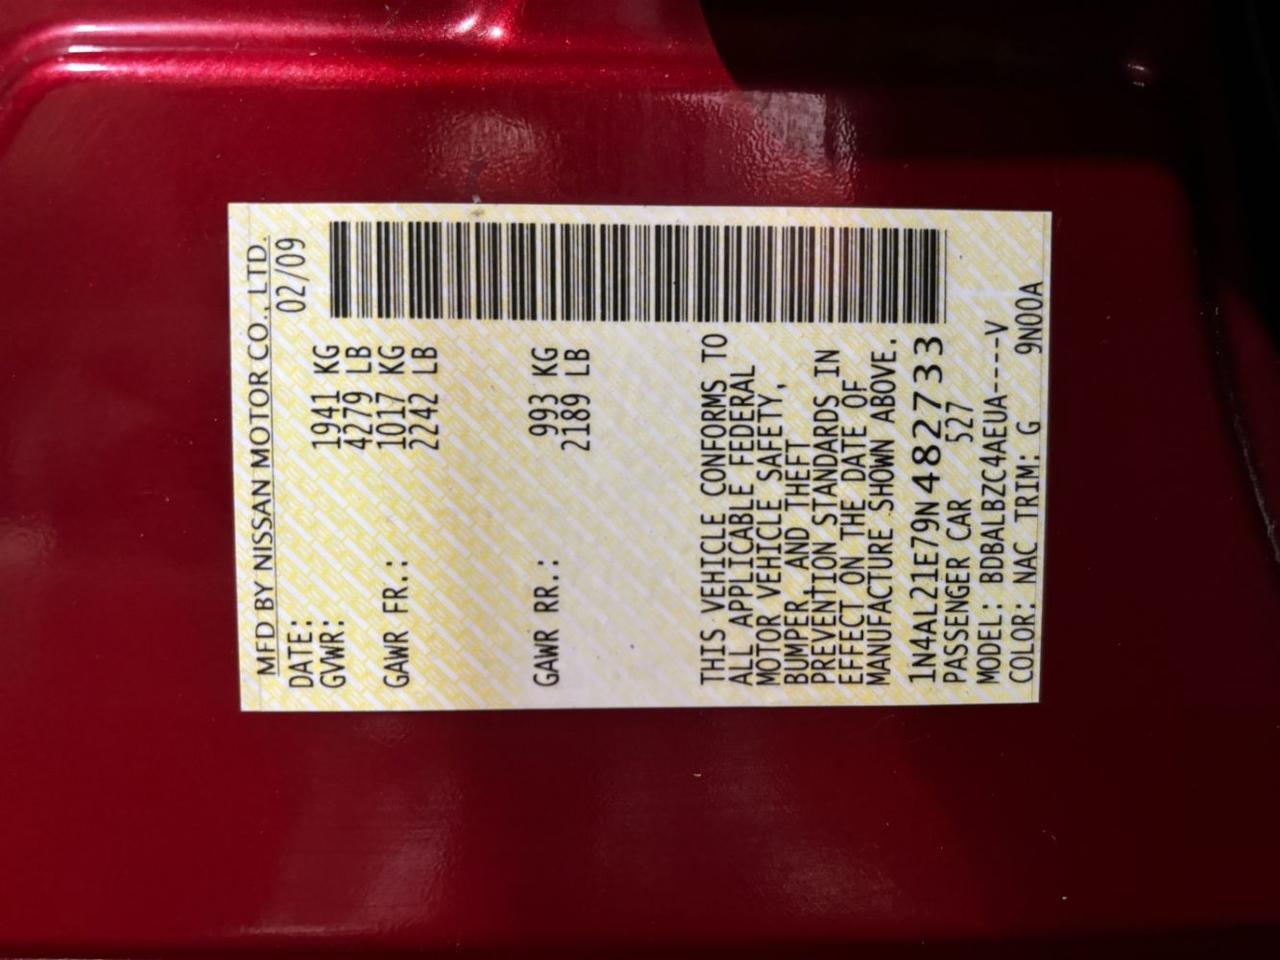 MFD BY NISSAN MOTOR CO., LTD.
DATE: 02/09
GVWR: 1941 KG
4279 LB
GAWR FR.: 1017 KG
2242 LB
GAWR RR.: 993 KG
2189 LB
THIS VEHICLE CONFORMS TO
ALL APPLICABLE FEDERAL
MOTOR VEHICLE SAFETY,
BUMPER, AND THEFT
PREVENTION STANDARDS IN
EFFECT ON THE DATE OF
MANUFACTURE SHOWN ABOVE.
1N4AL21E79N482733
PASSENGER CAR 527
MODEL: BDBALBZC4AEUA----V
COLOR: NAC TRIM: G 9N00A